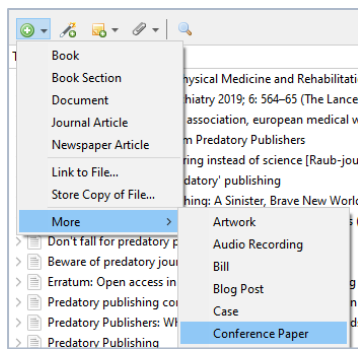 Book
Book Section
ysical Medicine and Rehabilitati
Document
hiatry 2019; 6: 564–65 (The Lance
Journal Article
association, european medical w
Newspaper Article
m Predatory Publishers
ring instead of science [Raub-jou
Link to File...
datory' publishing
Store Copy of File...
hing: A Sinister, Brave New World
More
Artwork
Don't fall for predatory p
Audio Recording
Beware of predatory jour
Bill
Erratum: Open access in
Blog Post
Predatory publishing co
Case
Predatory Publishers: Wh
Conference Paper
Predatory Publishing